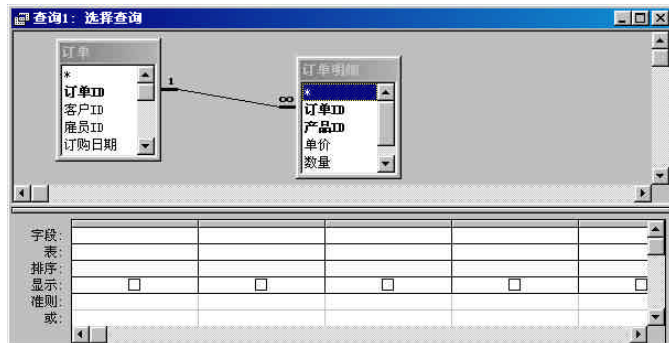 查询1: 选择查询
订单
*
订单ID
客户ID
雇员ID
订购日期
1
∞
订单明细
*
订单ID
产品ID
单价
数量
字段:
表:
排序:
显示:
准则:
或: